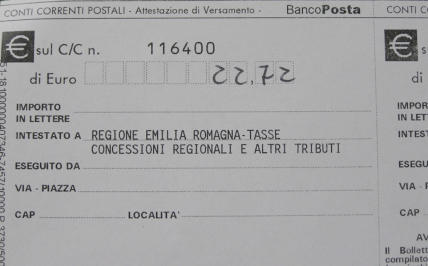 CONTI CORRENTI POSTALI - Attestazione di Versamento - BancoPosta
CONTI C
€ sul C/C n. 116400
€ s
di Euro 22,72
di
IMPORTO
IN LETTERE
IMPOR
IN LET
INTESTATO A REGIONE EMILIA ROMAGNA-TASSE
CONCESSIONI REGIONALI E ALTRI TRIBUTI
INTEST
ESEGUITO DA
ESEGU
VIA - PIAZZA
VIA - P
CAP LOCALITA'
CAP
AV
Il Bollett
compilato